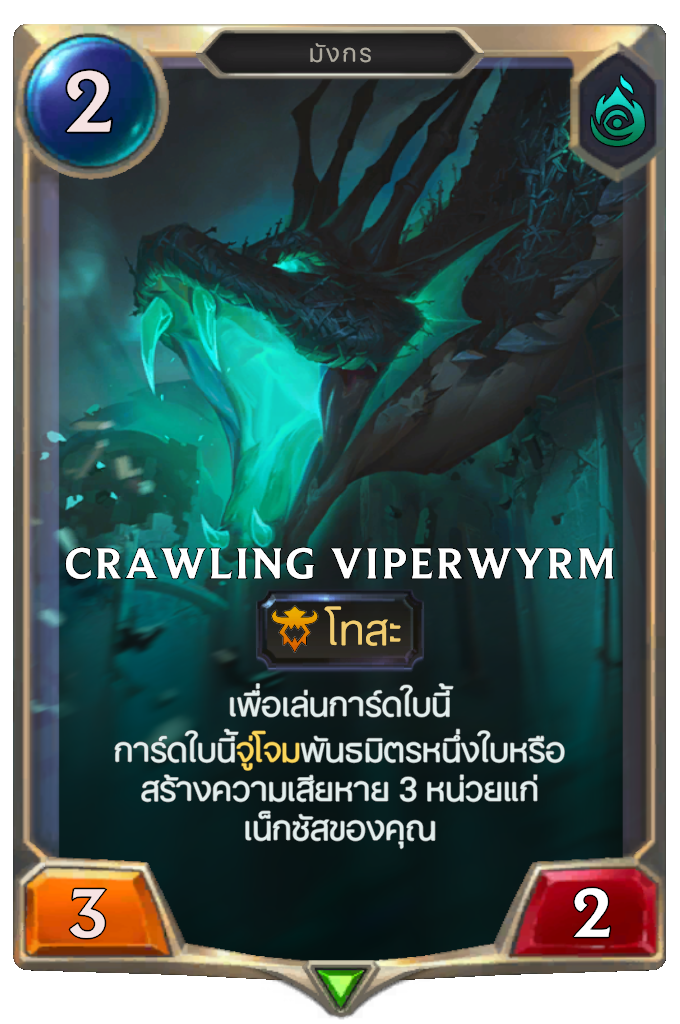 มังกร
2
CRAWLING VIPERWYRM
โทสะ
เพื่อเล่นการ์ดใบนี้
การ์ดใบนี้จู่โจมพันธมิตรหนึ่งใบหรือ
สร้างความเสียหาย 3 หน่วยแก่
เน็กซัสของคุณ
3
2